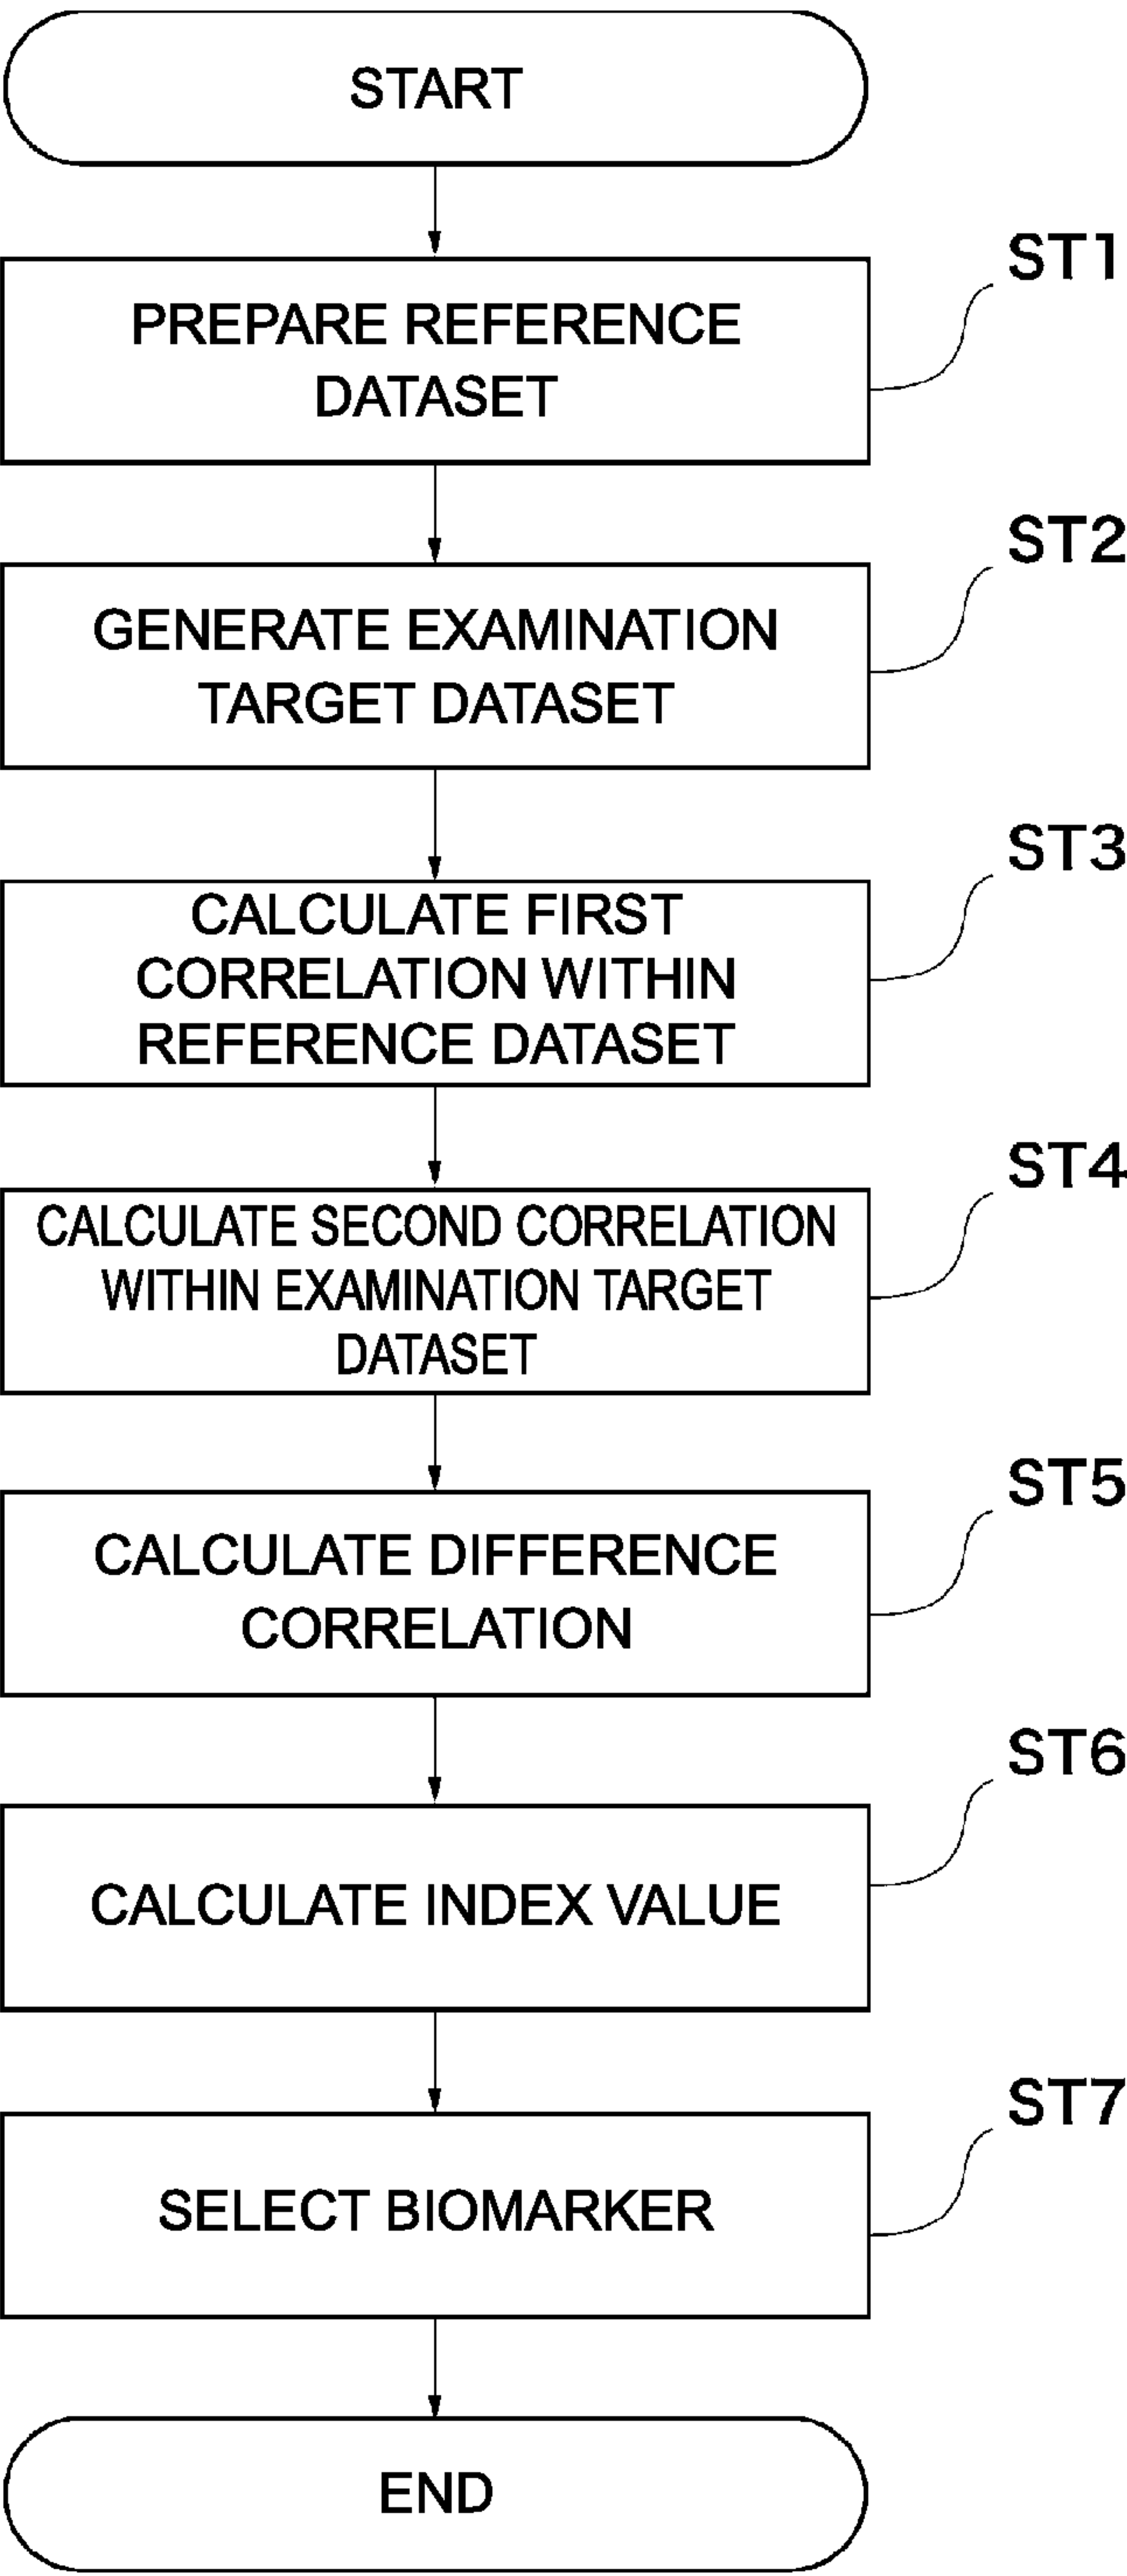 START
ST1
PREPARE REFERENCE
DATASET
ST2
GENERATE EXAMINATION
TARGET DATASET
ST3
CALCULATE FIRST
CORRELATION WITHIN
REFERENCE DATASET
ST4
CALCULATE SECOND CORRELATION
WITHIN EXAMINATION TARGET
DATASET
ST5
CALCULATE DIFFERENCE
CORRELATION
ST6
CALCULATE INDEX VALUE
ST7
SELECT BIOMARKER
END